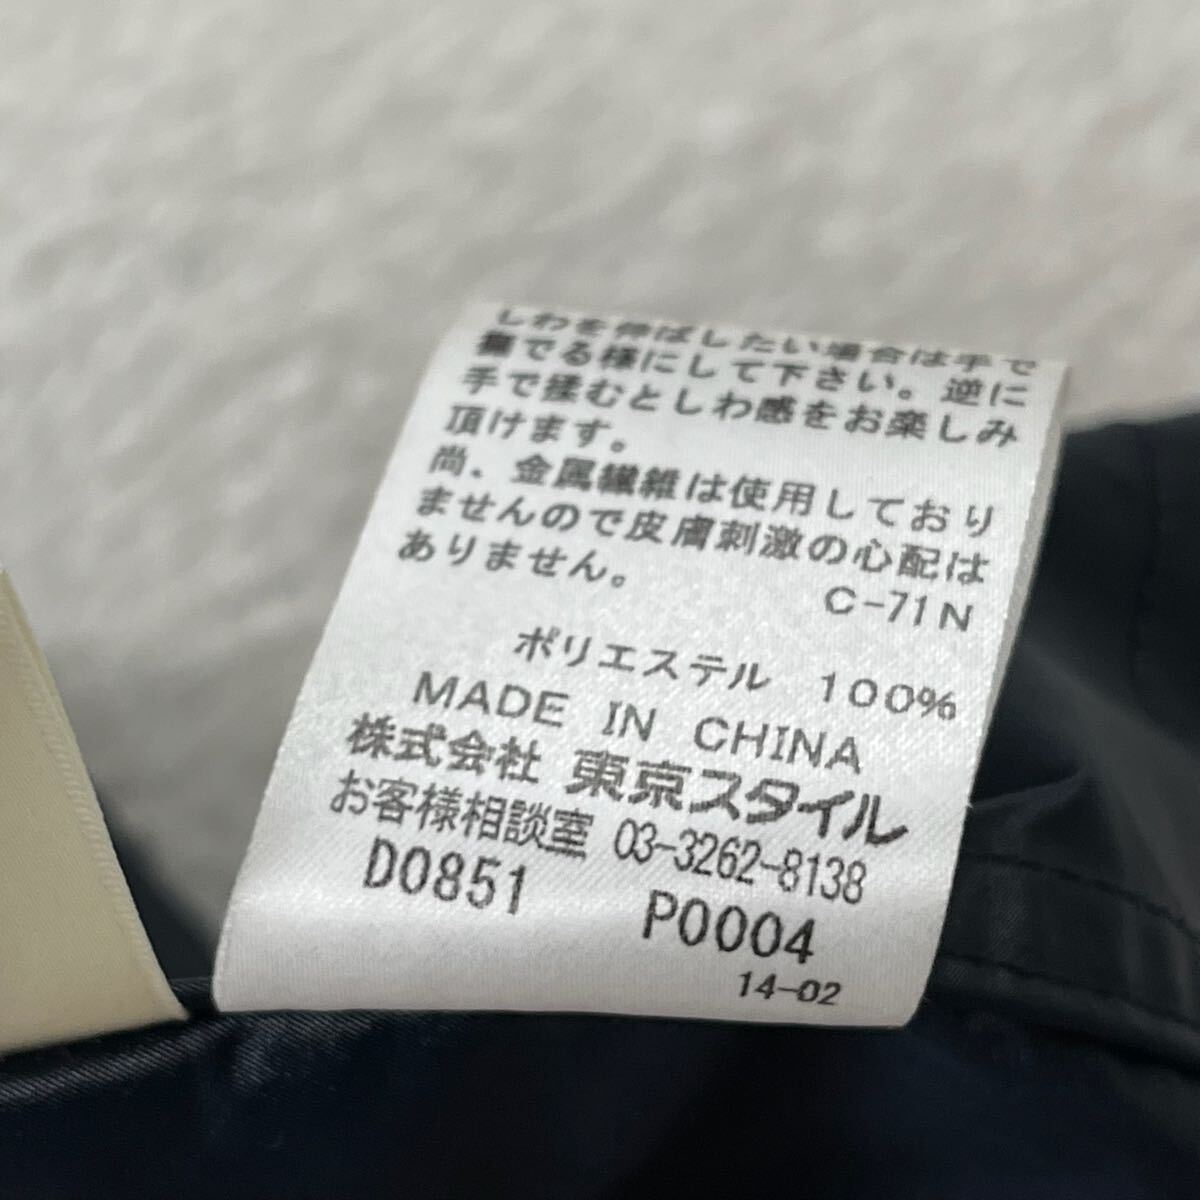 しわを伸ばしたい場合は手で
撫でる様にして下さい。逆に
手で揉むとしわ感をお楽しみ
頂けます。
尚、金属繊維は使用しており
ませんので皮膚刺激の心配は
ありません。
C-71N
ポリエステル 100%
MADE IN CHINA
株式会社 東京スタイル
お客様相談室 03-3262-8138
D0851 P0004
14-02